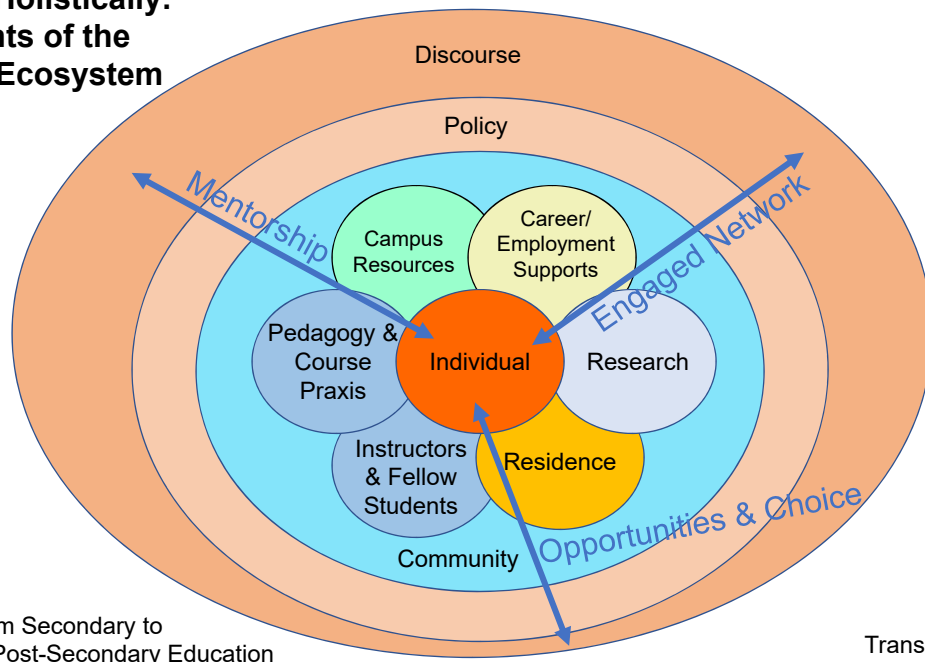 nts of the
Ecosystem
Discourse
Policy
Mentorship
Engaged Network
Campus
Resources
Career/
Employment
Supports
Pedagogy &
Course
Praxis
Individual
Research
Instructors
& Fellow
Students
Residence
Opportunities & Choice
Community
m Secondary to
Post-Secondary Education
Trans